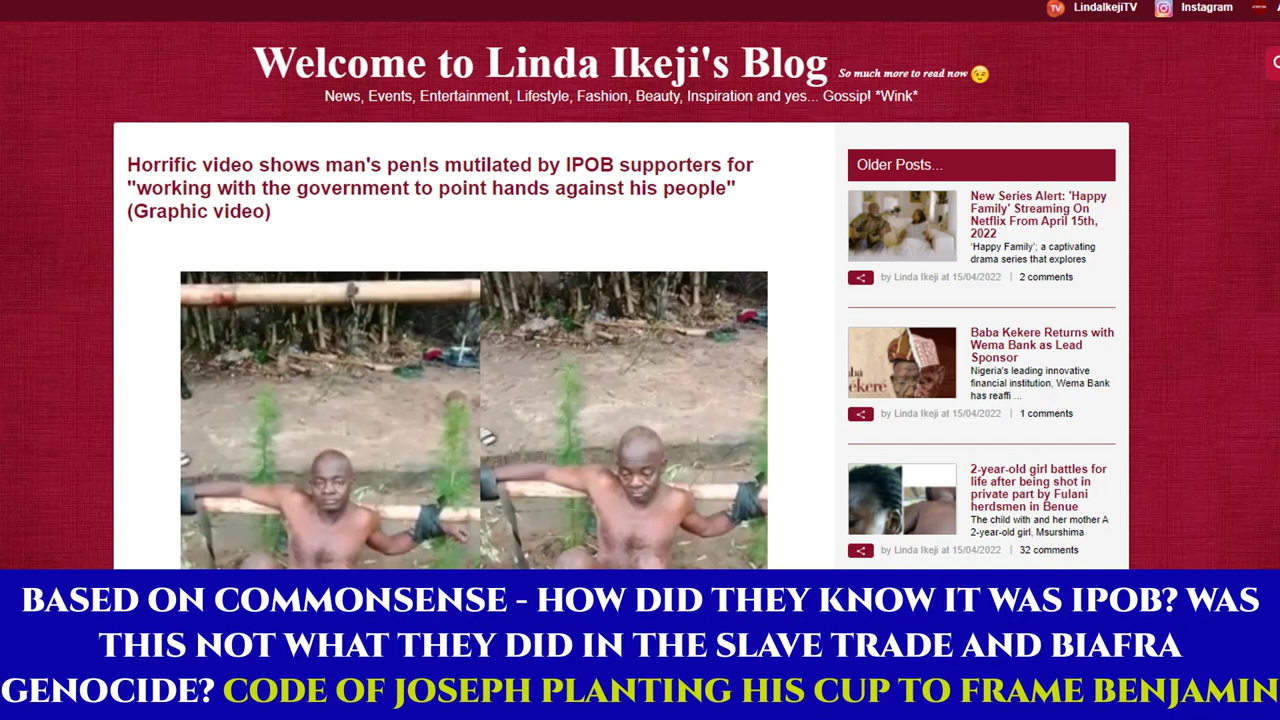 LindaIkejiTV
Instagram
Welcome to Linda Ikeji's Blog So much more to read now
News, Events, Entertainment, Lifestyle, Fashion, Beauty, Inspiration and yes... Gossip! *Wink*
Horrific video shows man's pen!s mutilated by IPOB supporters for
"working with the government to point hands against his people"
(Graphic video)
Older Posts...
New Series Alert: 'Happy
Family' Streaming On
Netflix From April 15th,
2022
'Happy Family'; a captivating
drama series that explores
by Linda Ikeji at 15/04/2022 | 2 comments
Baba Kekere Returns with
Wema Bank as Lead
Sponsor
Nigeria's leading innovative
financial institution, Wema Bank
has reaffi ...
by Linda Ikeji at 15/04/2022 | 1 comments
2-year-old girl battles for
life after being shot in
private part by Fulani
herdsmen in Benue
The child with and her mother A
2-year-old girl, Msurshima
by Linda Ikeji at 15/04/2022 | 32 comments
BASED ON COMMONSENSE - HOW DID THEY KNOW IT WAS IPOB? WAS
THIS NOT WHAT THEY DID IN THE SLAVE TRADE AND BIAFRA
GENOCIDE? CODE OF JOSEPH PLANTING HIS CUP TO FRAME BENJAMIN